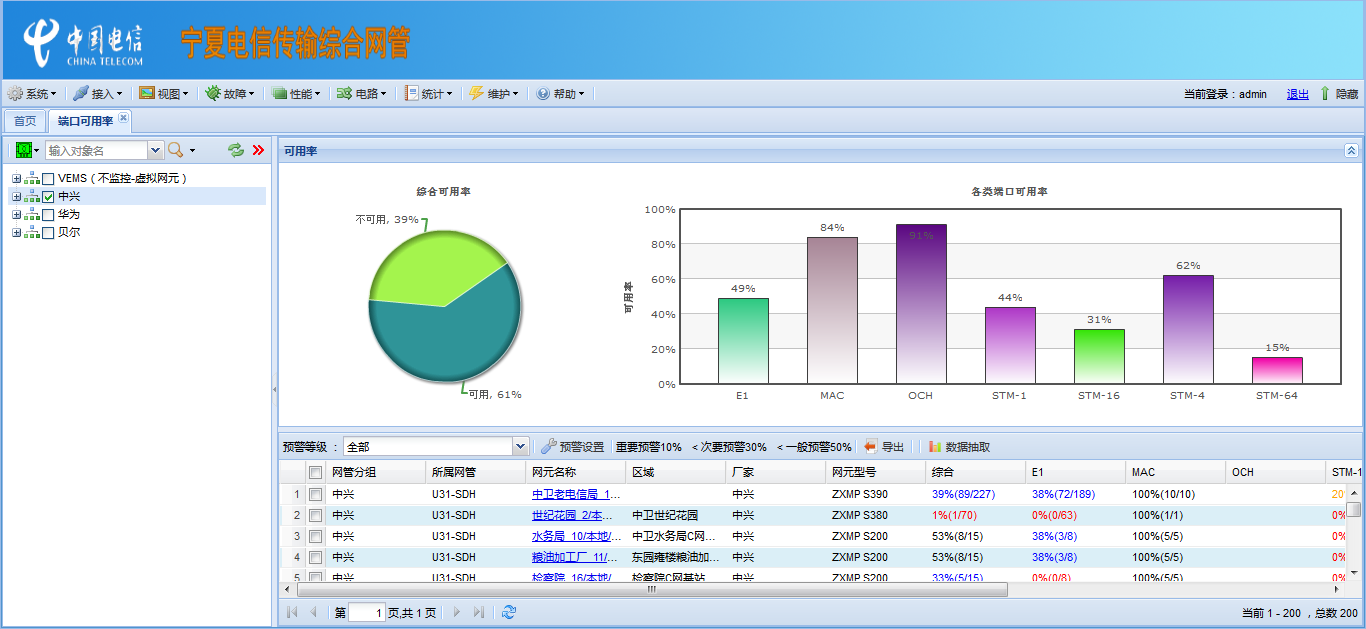 中国电信
CHINA TELECOM
宁夏电信传输综合网管
系统 接入 视图 故障 性能 电路 统计 维护 帮助 当前登录：admin 退出 隐藏
首页 端口可用率
输入对象名
VEMS（不监控-虚拟网元）
中兴
华为
贝尔
可用率
综合可用率
不可用, 39%
可用, 61%
各类端口可用率
可用率
100%
80%
60%
40%
20%
0%
49% 84% 91% 44% 31% 62% 15%
E1 MAC OCH STM-1 STM-16 STM-4 STM-64
预警等级： 全部 预警设置 重要预警10% ＜次要预警30% ＜一般预警50% 导出 数据抽取
网管分组 所属网管 网元名称 区域 厂家 网元型号 综合 E1 MAC OCH STM-1
1 中兴 U31-SDH 中卫老电信局_1... 中兴 ZXMP S390 39%(89/227) 38%(72/189) 100%(10/10) 20
2 中兴 U31-SDH 世纪花园_2/本... 中卫世纪花园 中兴 ZXMP S380 1%(1/70) 0%(0/63) 100%(1/1) 0%
3 中兴 U31-SDH 水务局_10/本地/... 中卫水务局C网... 中兴 ZXMP S200 53%(8/15) 38%(3/8) 100%(5/5) 0%
4 中兴 U31-SDH 粮油加工厂_11/... 东园雍楼粮油加... 中兴 ZXMP S200 53%(8/15) 38%(3/8) 100%(5/5) 0%
5 中兴 U31-SDH 检察院_16/本地/ 检察院C网基站 中兴 ZXMP S200 33%(5/15) 0%(0/8) 100%(5/5) 0%
第 1 页,共 1 页 当前 1 - 200 ，总数 200